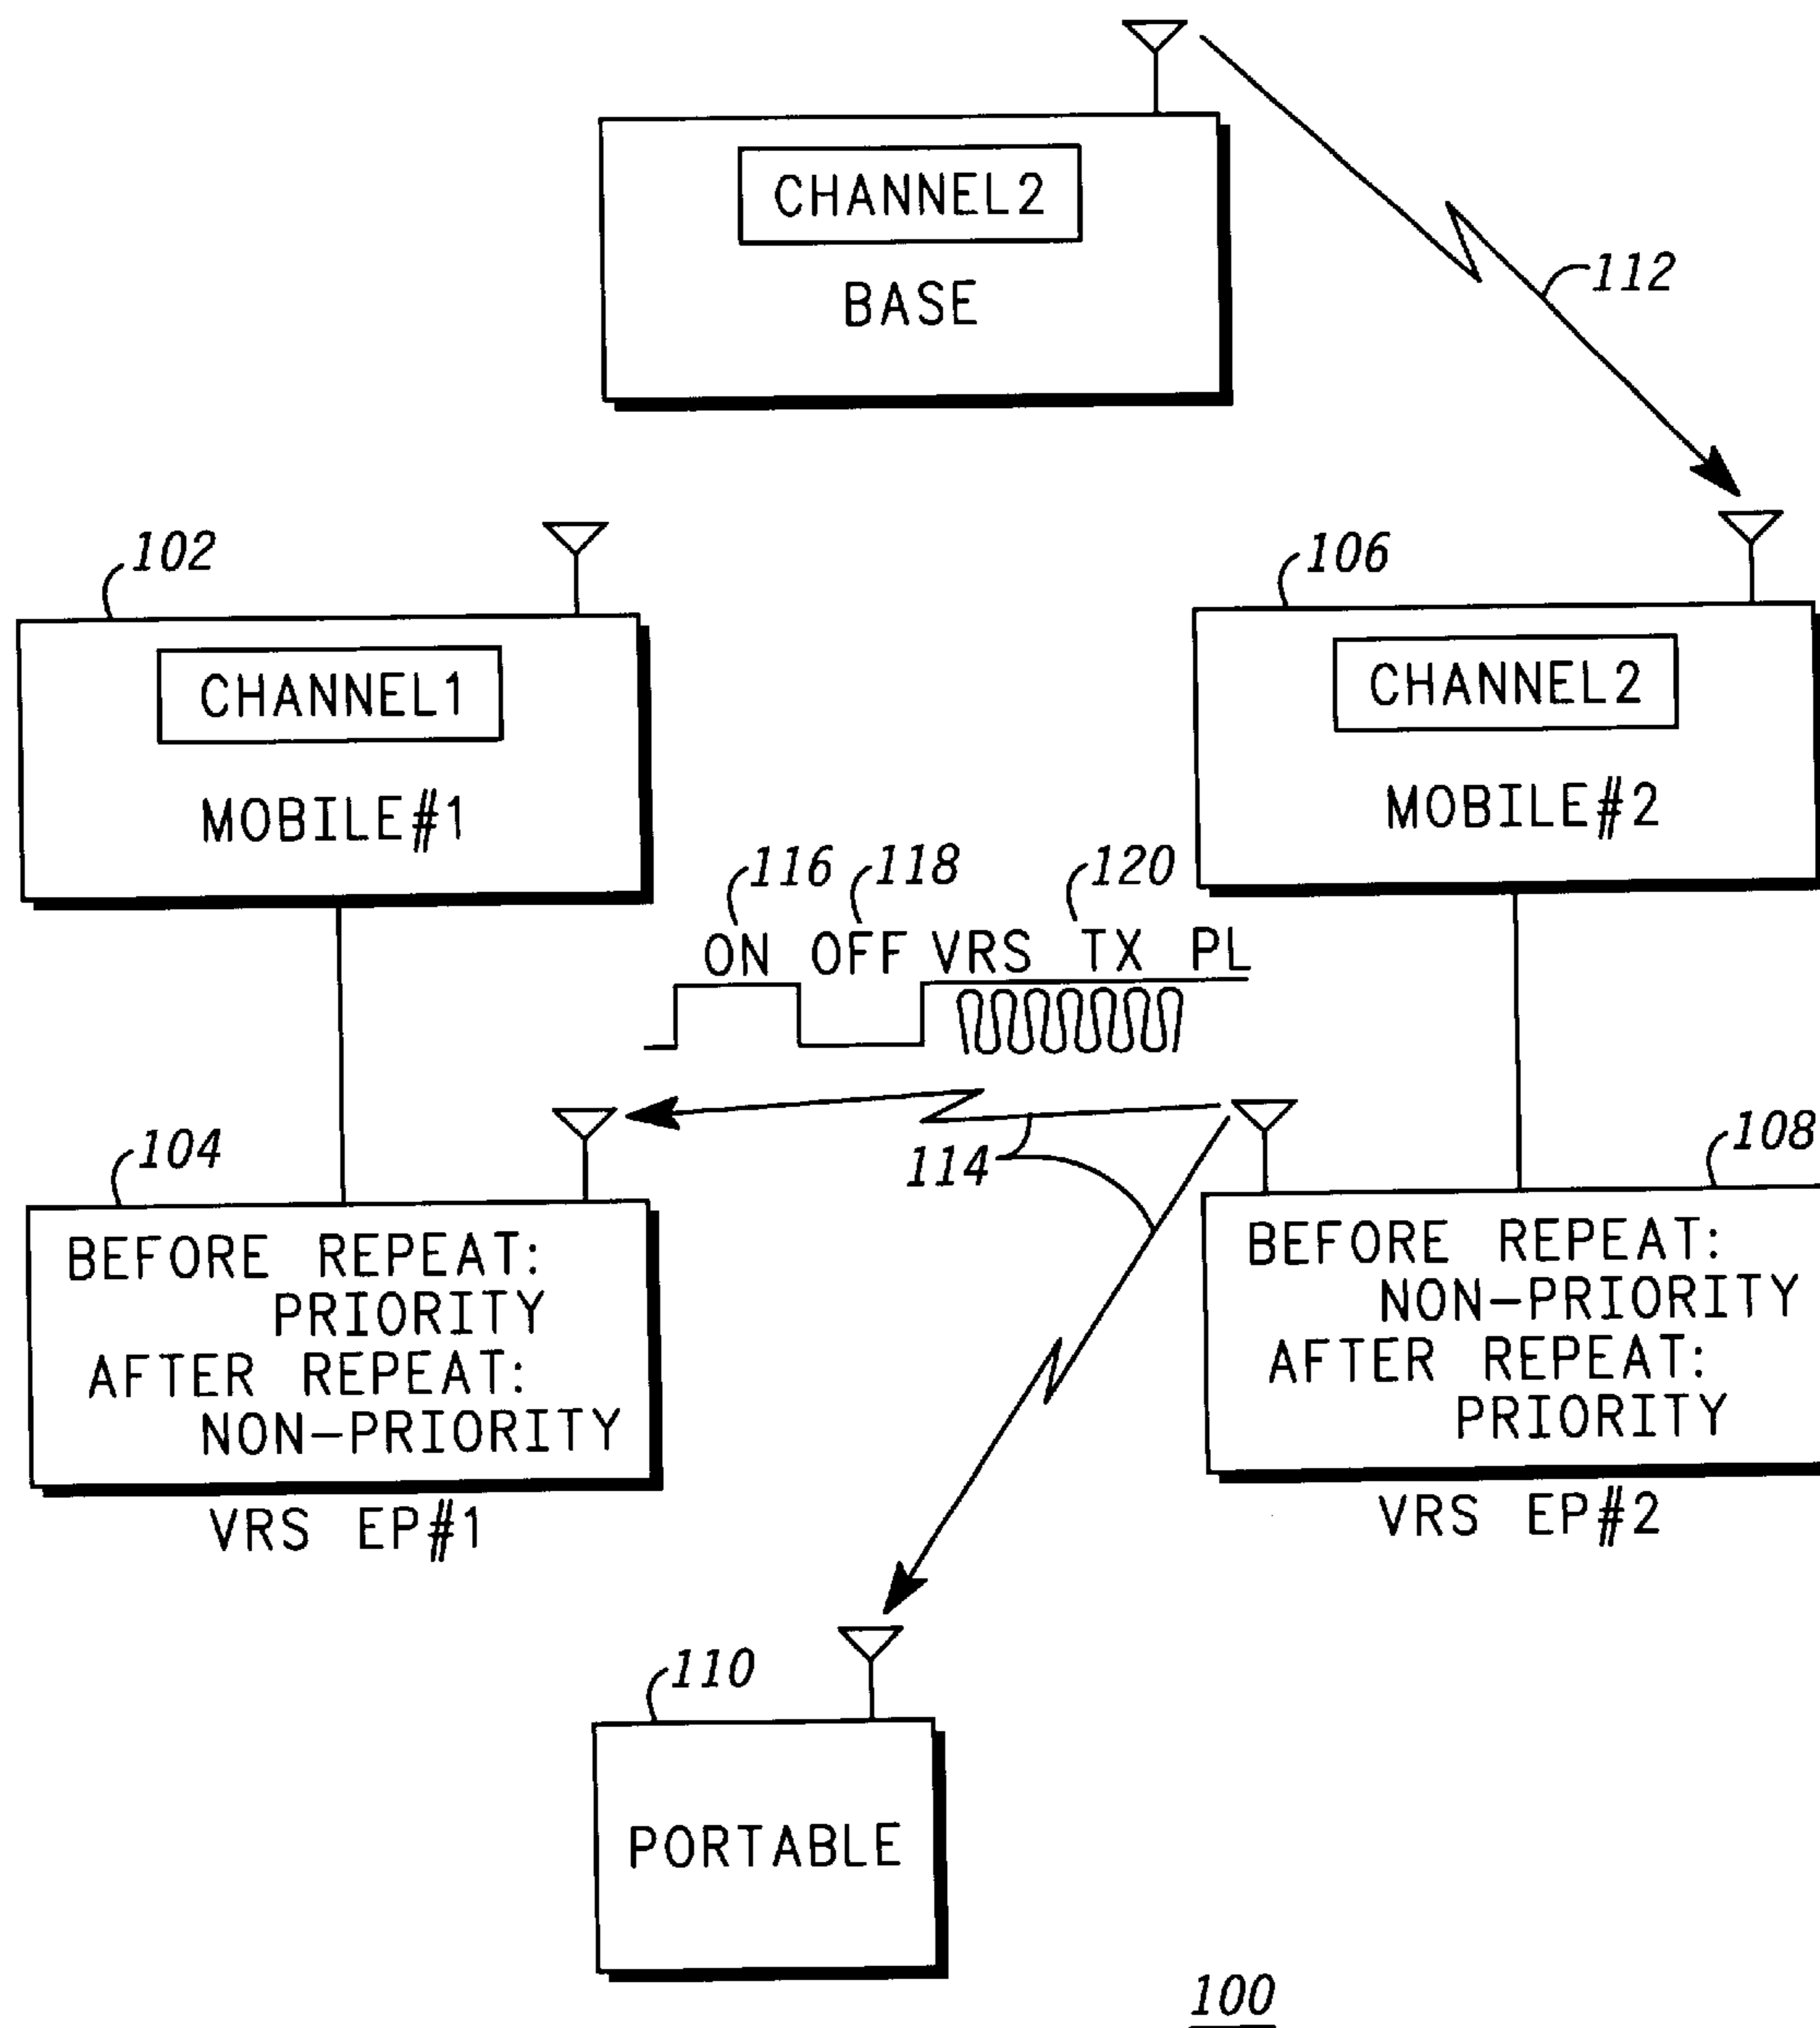 CHANNEL2
BASE
112
102
106
CHANNEL1
MOBILE#1
CHANNEL2
MOBILE#2
116
118
120
ON OFF VRS TX PL
114
104
108
BEFORE REPEAT:
PRIORITY
AFTER REPEAT:
NON-PRIORITY
VRS EP#1
BEFORE REPEAT:
NON-PRIORITY
AFTER REPEAT:
PRIORITY
VRS EP#2
110
PORTABLE
100